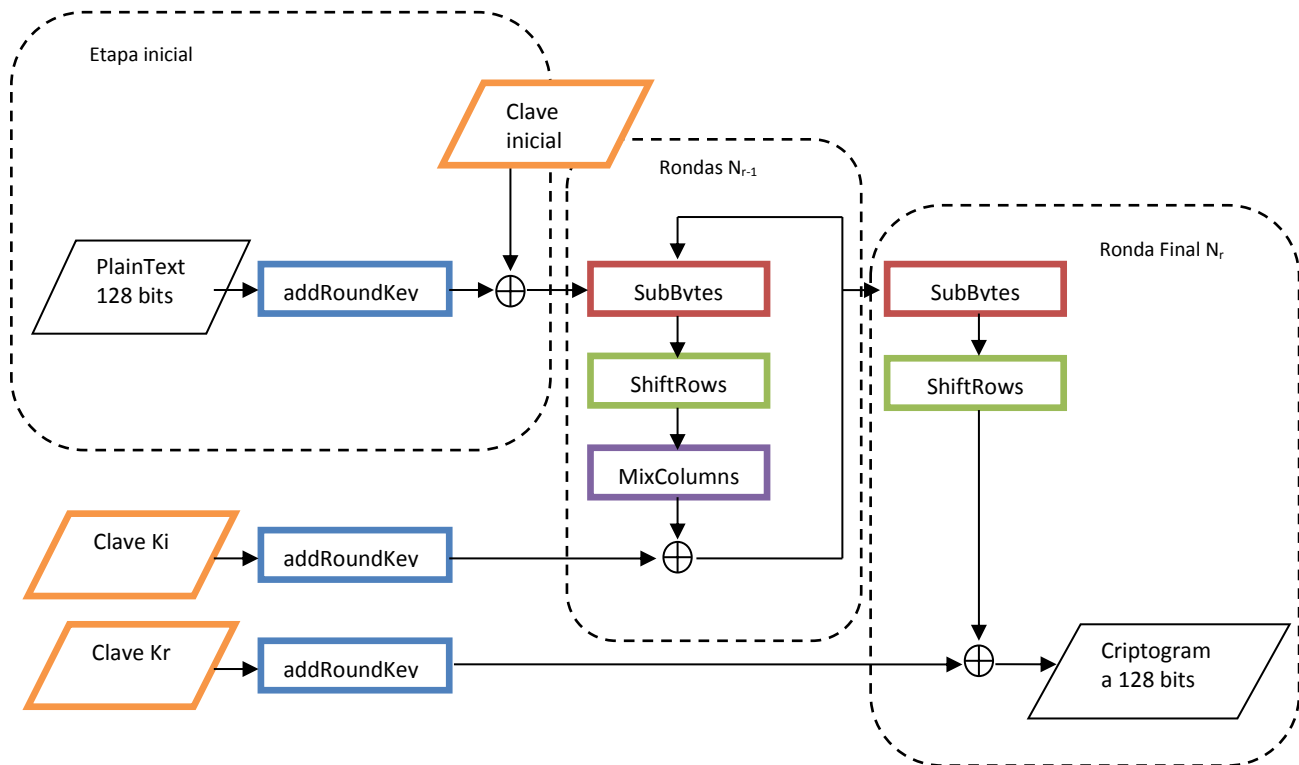 Etapa inicial
Clave
inicial
Rondas Nr-1
Ronda Final Nr
PlainText
128 bits
addRoundKey
SubBytes
SubBytes
ShiftRows
ShiftRows
MixColumns
Clave Ki
addRoundKey
Clave Kr
addRoundKey
Criptogram
a 128 bits